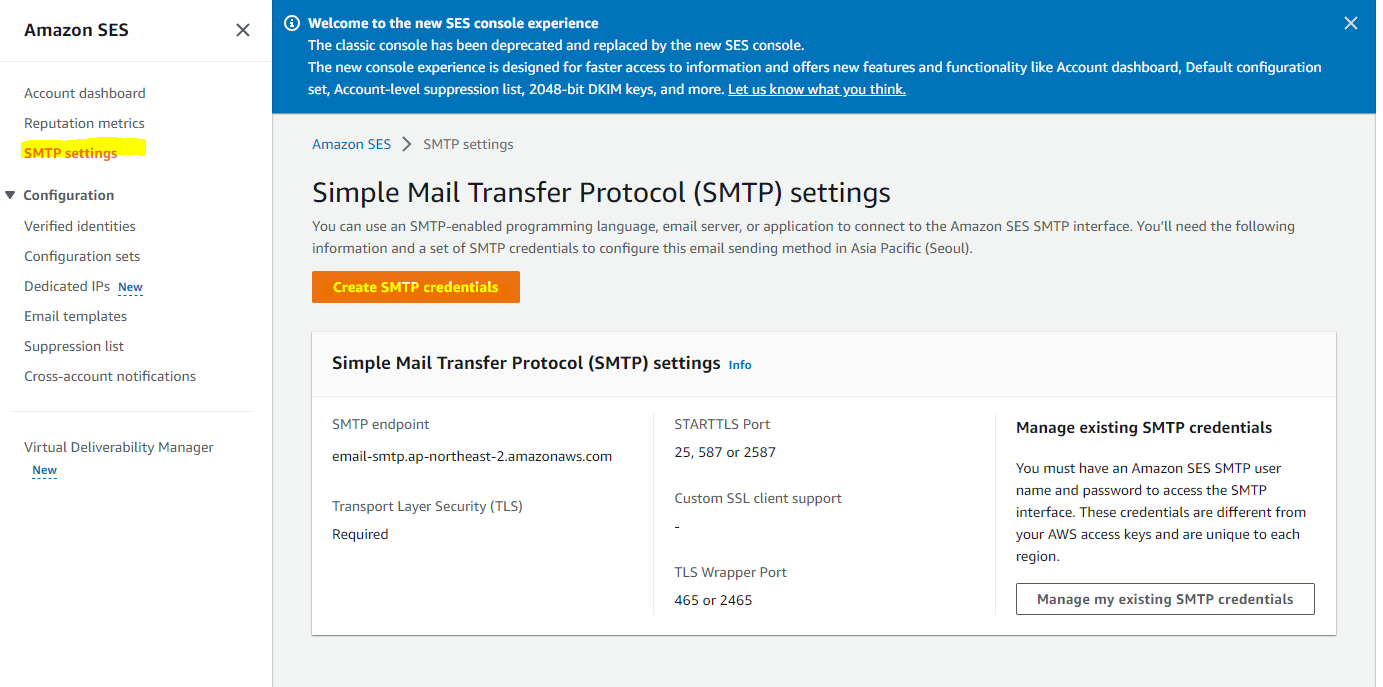 Amazon SES
Account dashboard
Reputation metrics
SMTP settings
Configuration
Verified identities
Configuration sets
Dedicated IPs New
Email templates
Suppression list
Cross-account notifications
Virtual Deliverability Manager
New
Welcome to the new SES console experience
The classic console has been deprecated and replaced by the new SES console.
The new console experience is designed for faster access to information and offers new features and functionality like Account dashboard, Default configuration
set, Account-level suppression list, 2048-bit DKIM keys, and more. Let us know what you think.
Amazon SES SMTP settings
Simple Mail Transfer Protocol (SMTP) settings
You can use an SMTP-enabled programming language, email server, or application to connect to the Amazon SES SMTP interface. You'll need the following
information and a set of SMTP credentials to configure this email sending method in Asia Pacific (Seoul).
Create SMTP credentials
Simple Mail Transfer Protocol (SMTP) settings Info
SMTP endpoint
email-smtp.ap-northeast-2.amazonaws.com
Transport Layer Security (TLS)
Required
STARTTLS Port
25, 587 or 2587
Custom SSL client support
-
TLS Wrapper Port
465 or 2465
Manage existing SMTP credentials
You must have an Amazon SES SMTP user
name and password to access the SMTP
interface. These credentials are different from
your AWS access keys and are unique to each
region.
Manage my existing SMTP credentials